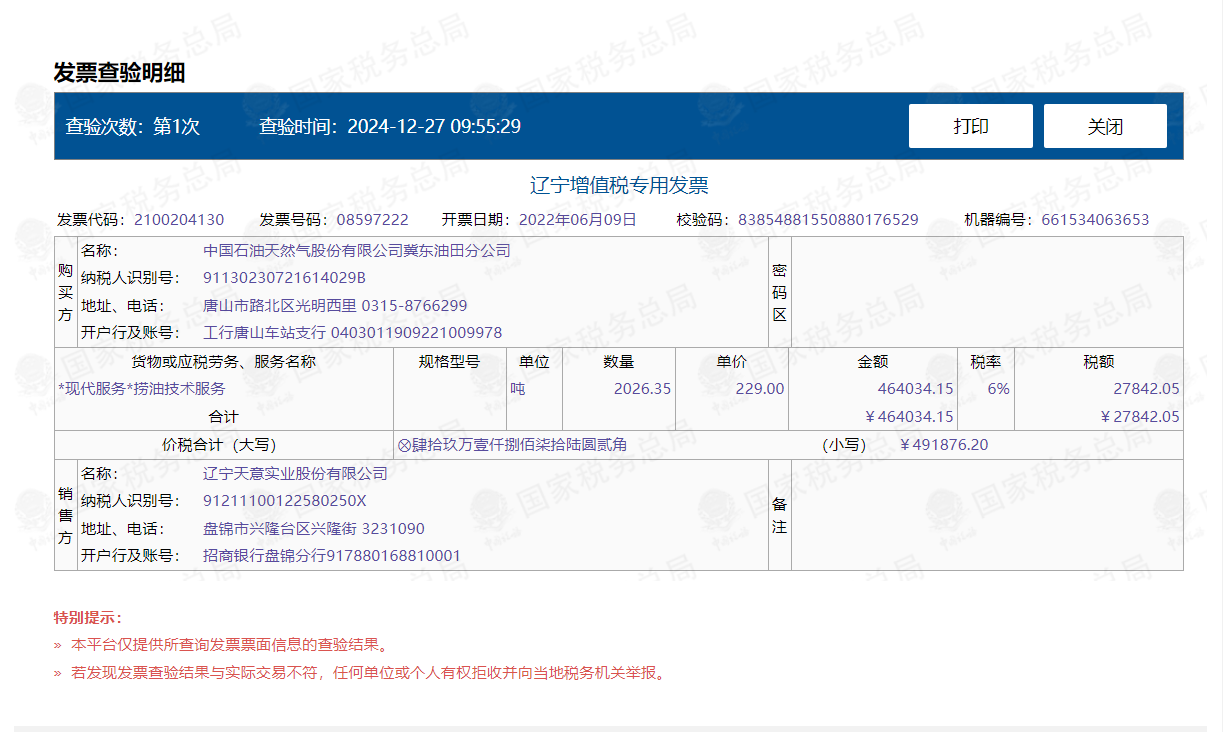 发票查验明细
查验次数：第1次 查验时间：2024-12-27 09:55:29 打印 关闭
辽宁增值税专用发票
发票代码：2100204130 发票号码：08597222 开票日期：2022年06月09日 校验码：83854881550880176529 机器编号：661534063653
购买方
名称： 中国石油天然气股份有限公司冀东油田分公司
纳税人识别号： 91130230721614029B
地址、电话： 唐山市路北区光明西里 0315-8766299
开户行及账号： 工行唐山车站支行 0403011909221009978
密码区
货物或应税劳务、服务名称 规格型号 单位 数量 单价 金额 税率 税额
*现代服务*捞油技术服务 吨 2026.35 229.00 464034.15 6% 27842.05
合计 ￥464034.15 ￥27842.05
价税合计（大写） ⊗肆拾玖万壹仟捌佰柒拾陆圆贰角 (小写) ￥491876.20
销售方
名称： 辽宁天意实业股份有限公司
纳税人识别号： 91211100122580250X
地址、电话： 盘锦市兴隆台区兴隆街 3231090
开户行及账号： 招商银行盘锦分行917880168810001
备注
特别提示：
» 本平台仅提供所查询发票票面信息的查验结果。
» 若发现发票查验结果与实际交易不符，任何单位或个人有权拒收并向当地税务机关举报。
国家税务总局